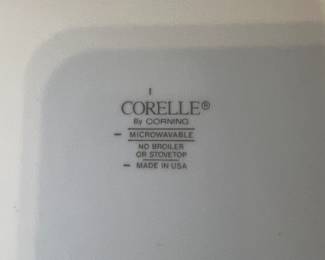 CORELLE®
By CORNING
MICROWAVABLE
NO BROILER
OR STOVETOP
MADE IN USA